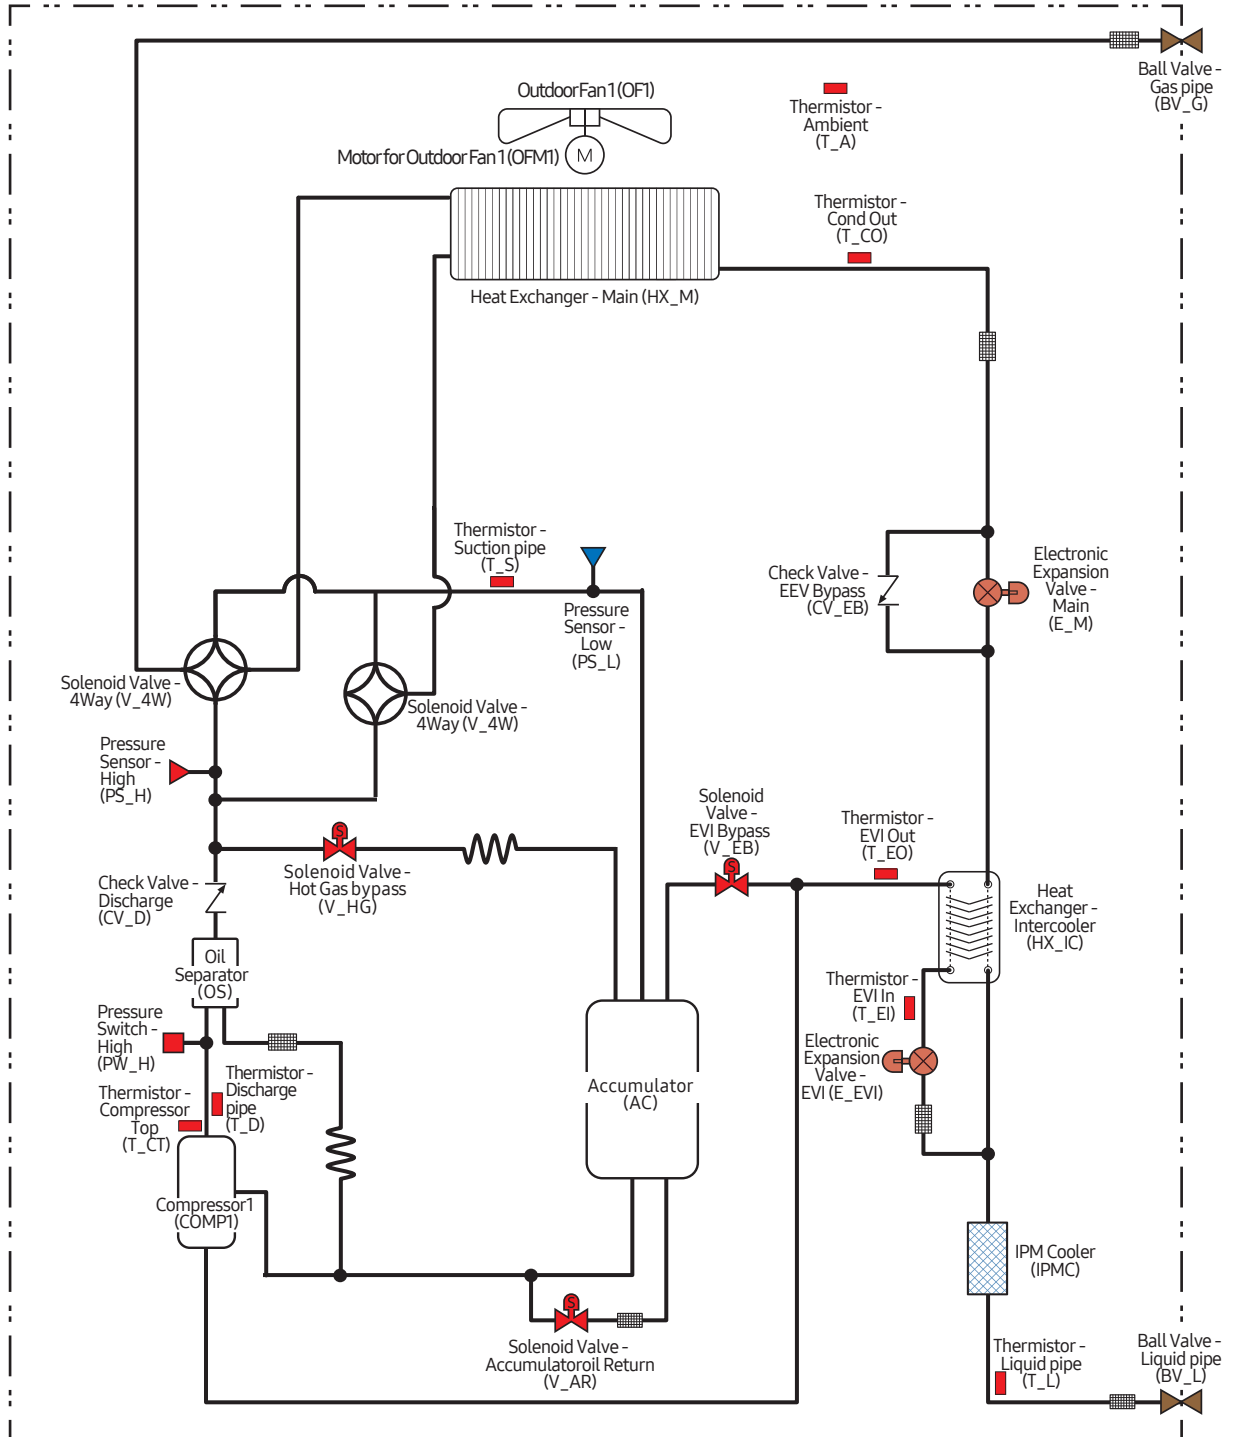 Ball Valve -
Gas pipe
(BV_G)
Outdoor Fan 1 (OF1)
Thermistor -
Ambient
(T_A)
Motor for Outdoor Fan 1 (OFM1)
M
Thermistor -
Cond Out
(T_CO)
Heat Exchanger - Main (HX_M)
Thermistor -
Suction pipe
(T_S)
Electronic
Expansion
Valve -
Main
(E_M)
Check Valve -
EEV Bypass
(CV_EB)
Pressure
Sensor -
Low
(PS_L)
Solenoid Valve -
4Way (V_4W)
Solenoid Valve -
4Way (V_4W)
Pressure
Sensor -
High
(PS_H)
Solenoid
Valve -
EVI Bypass
(V_EB)
S
Thermistor -
EVI Out
(T_EO)
S
Solenoid Valve -
Hot Gas bypass
(V_HG)
Check Valve -
Discharge
(CV_D)
Heat
Exchanger -
Intercooler
(HX_IC)
Oil
Separator
(OS)
Thermistor -
EVI In
(T_EI)
Pressure
Switch -
High
(PW_H)
Electronic
Expansion
Valve -
EVI (E_EVI)
Thermistor -
Discharge
pipe
(T_D)
Thermistor -
Compressor
Top
(T_CT)
Accumulator
(AC)
Compressor1
(COMP1)
IPM Cooler
(IPMC)
S
Solenoid Valve -
Accumulatoroil Return
(V_AR)
Thermistor -
Liquid pipe
(T_L)
Ball Valve -
Liquid pipe
(BV_L)